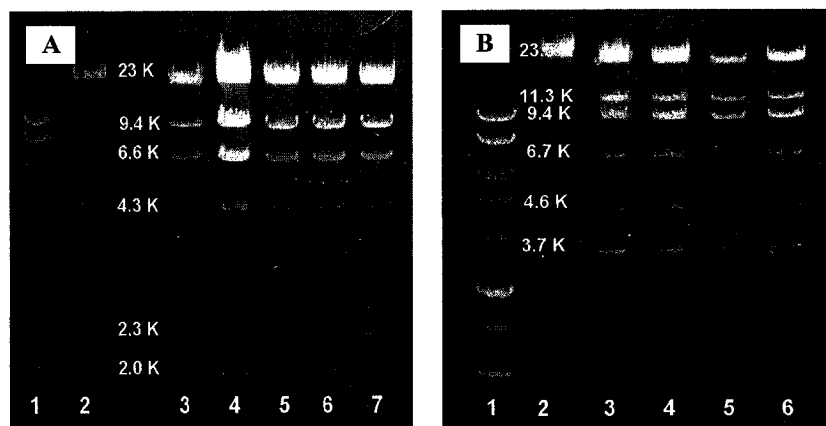 A
23 K
9.4 K
6.6 K
4.3 K
2.3 K
2.0 K
1 2 3 4 5 6 7
B
23.
11.3 K
9.4 K
6.7 K
4.6 K
3.7 K
1 2 3 4 5 6